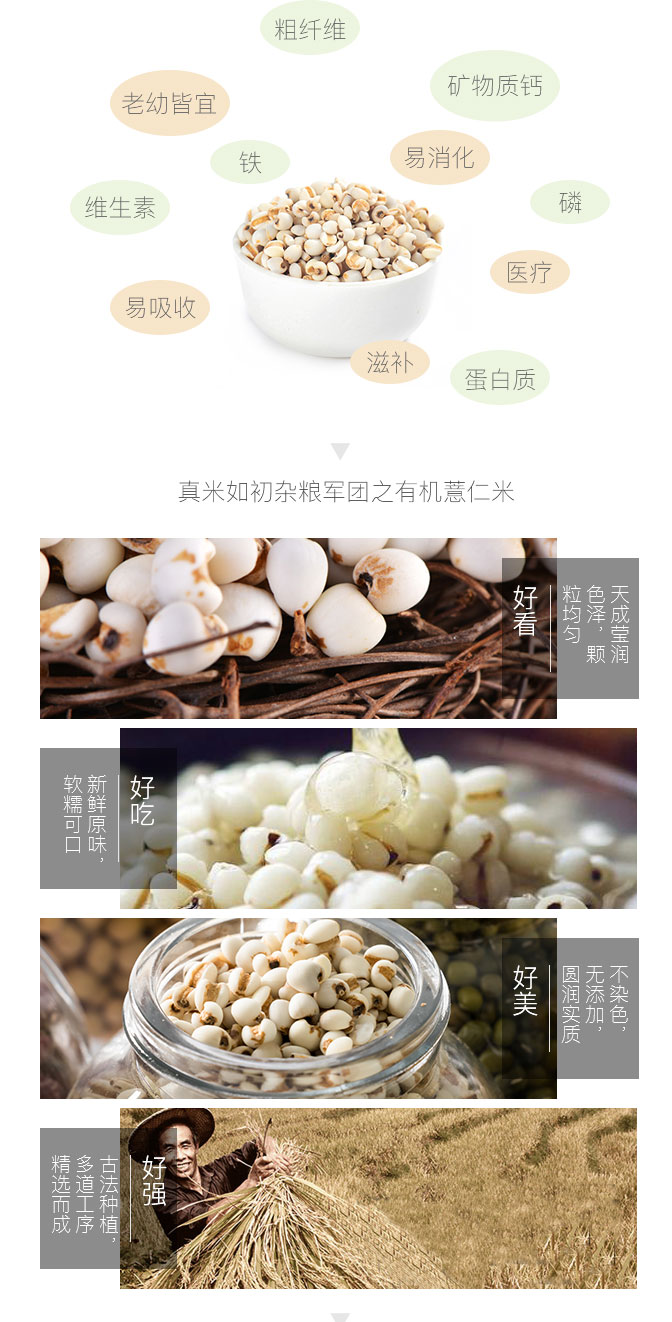 粗纤维
矿物质钙
老幼皆宜
易消化
铁
维生素
磷
医疗
易吸收
滋补
蛋白质
真米如初杂粮军团之有机薏仁米
好看
天成莹润
色泽，颗
粒均匀
好吃
新鲜原味，
软糯可口
好美
不染色，
无添加，
圆润实质
好强
古法种植，
多道工序
精选而成